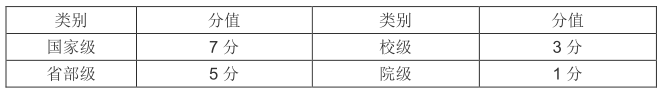 类别 分值 类别 分值
国家级 7 分 校级 3 分
省部级 5 分 院级 1 分